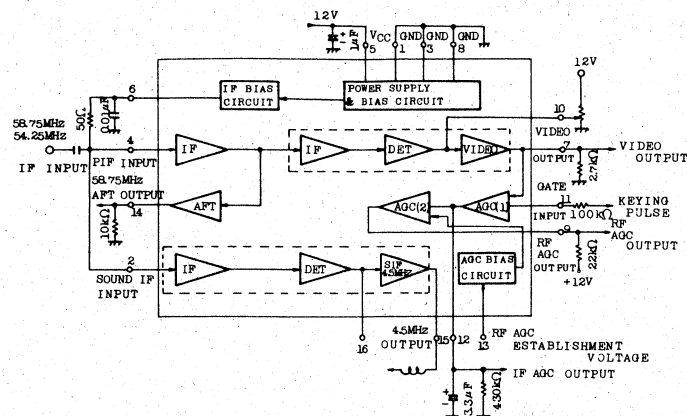 12V
1µF
VCC
GND
GND
GND
5
1
3
8
6
IF BIAS
CIRCUIT
POWER SUPPLY
& BIAS CIRCUIT
12V
50Ω
0.01µF
58.75MHz
54.25MHz
IF INPUT
4
PIF INPUT
IF
IF
DET
VIDEO
10
VIDEO
7
OUTPUT
VIDEO
OUTPUT
2.7kΩ
58.75MHz
AFT OUTPUT
14
AFT
10kΩ
AGC(2)
AGC(1)
GATE
11
INPUT
100kΩ
KEYING
PULSE
9
RF
AGC
OUTPUT
RF
AGC
OUTPUT
22kΩ
+12V
2
SOUND IF
INPUT
IF
DET
SIF
4.5MHz
AGC BIAS
CIRCUIT
16
4.5MHz
OUTPUT
15
12
13
RF AGC
ESTABLISHMENT
VOLTAGE
IF AGC OUTPUT
3.3µF
430kΩ